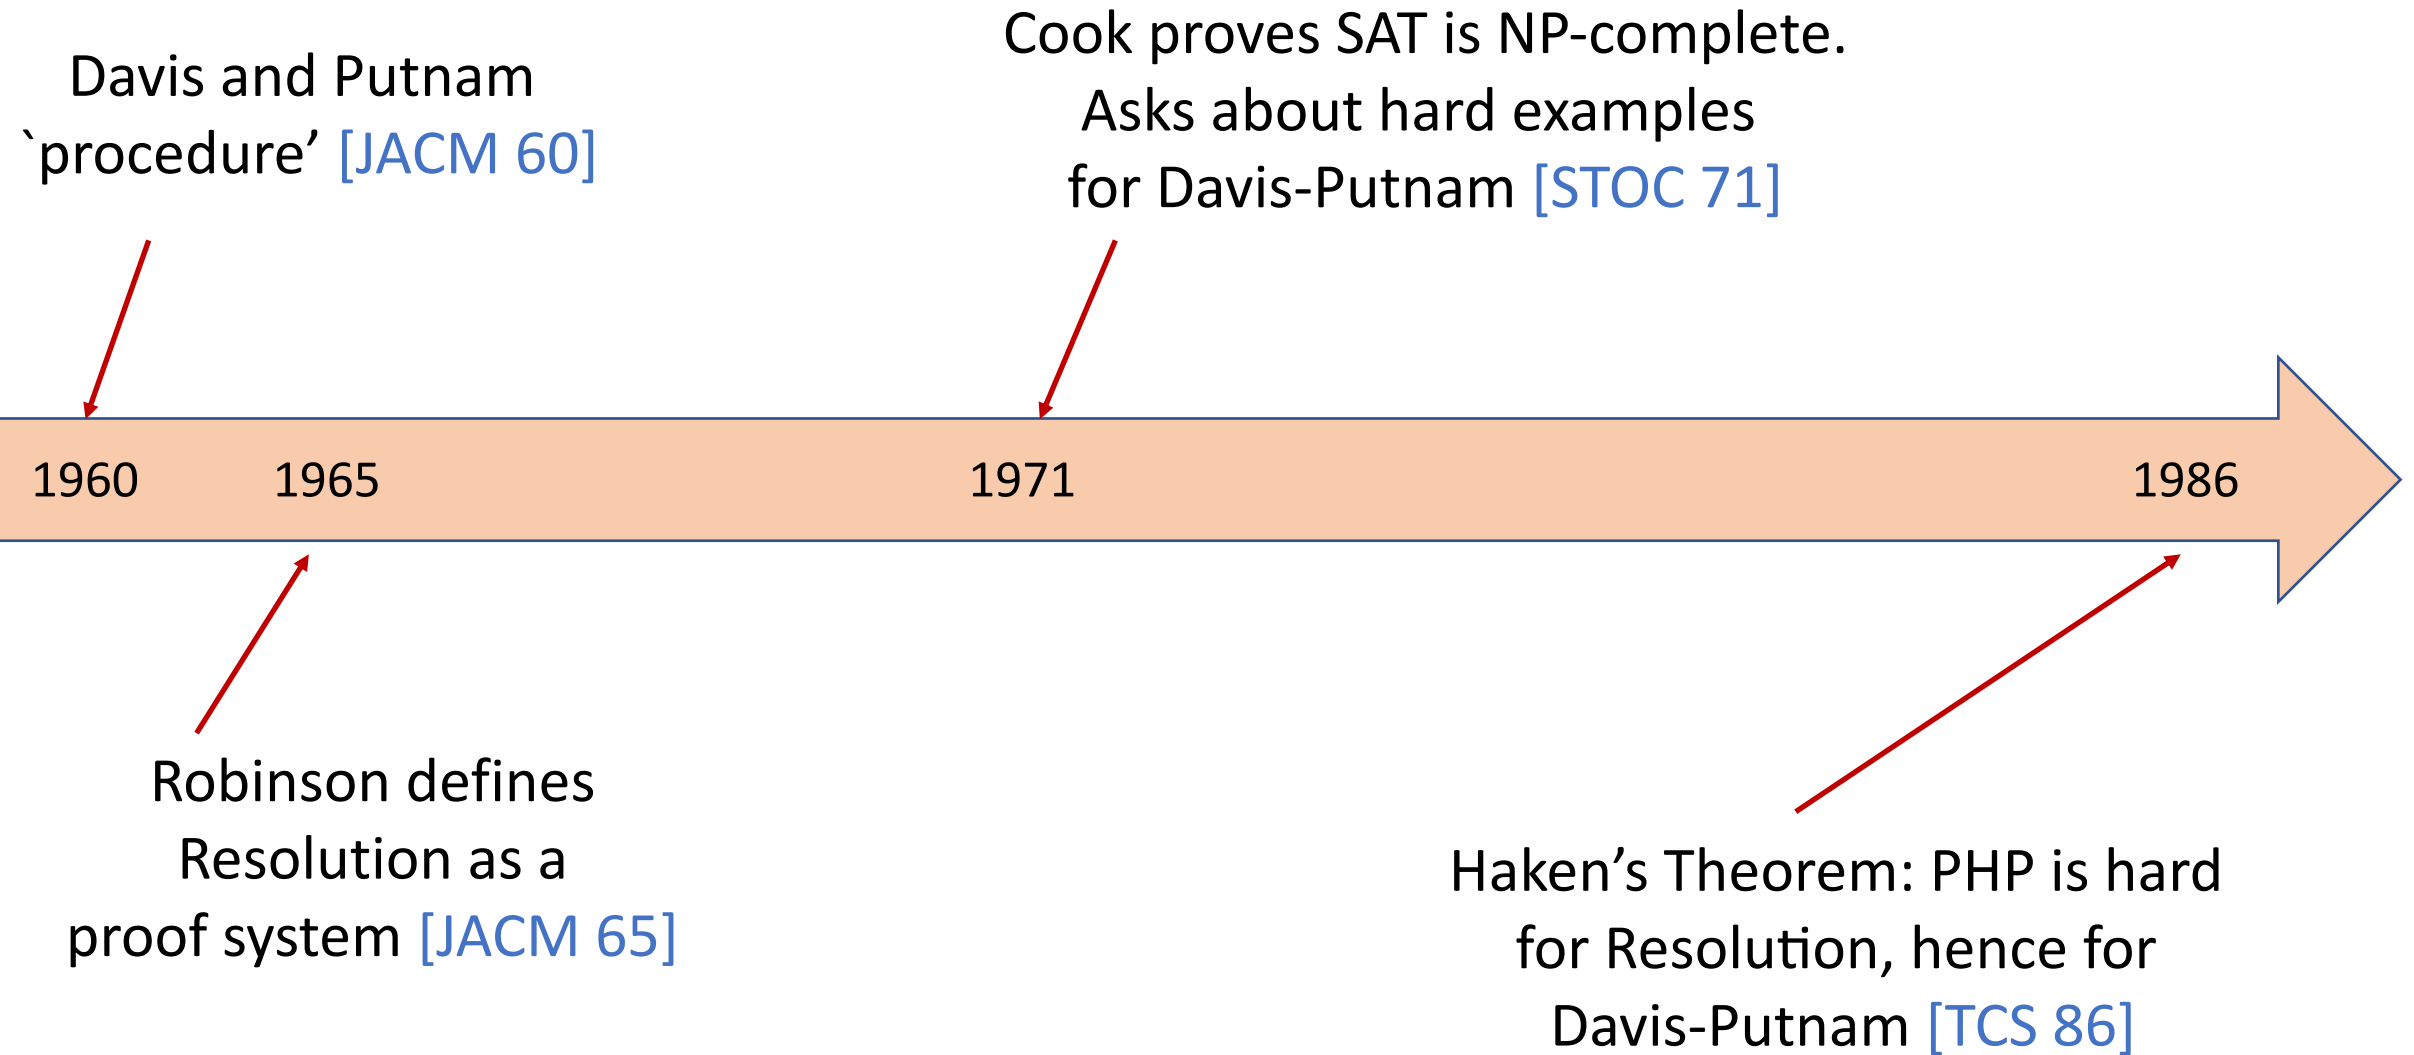 Davis and Putnam
`procedure’ [JACM 60]
Cook proves SAT is NP-complete.
Asks about hard examples
for Davis-Putnam [STOC 71]
1960
1965
1971
1986
Robinson defines
Resolution as a
proof system [JACM 65]
Haken’s Theorem: PHP is hard
for Resolution, hence for
Davis-Putnam [TCS 86]